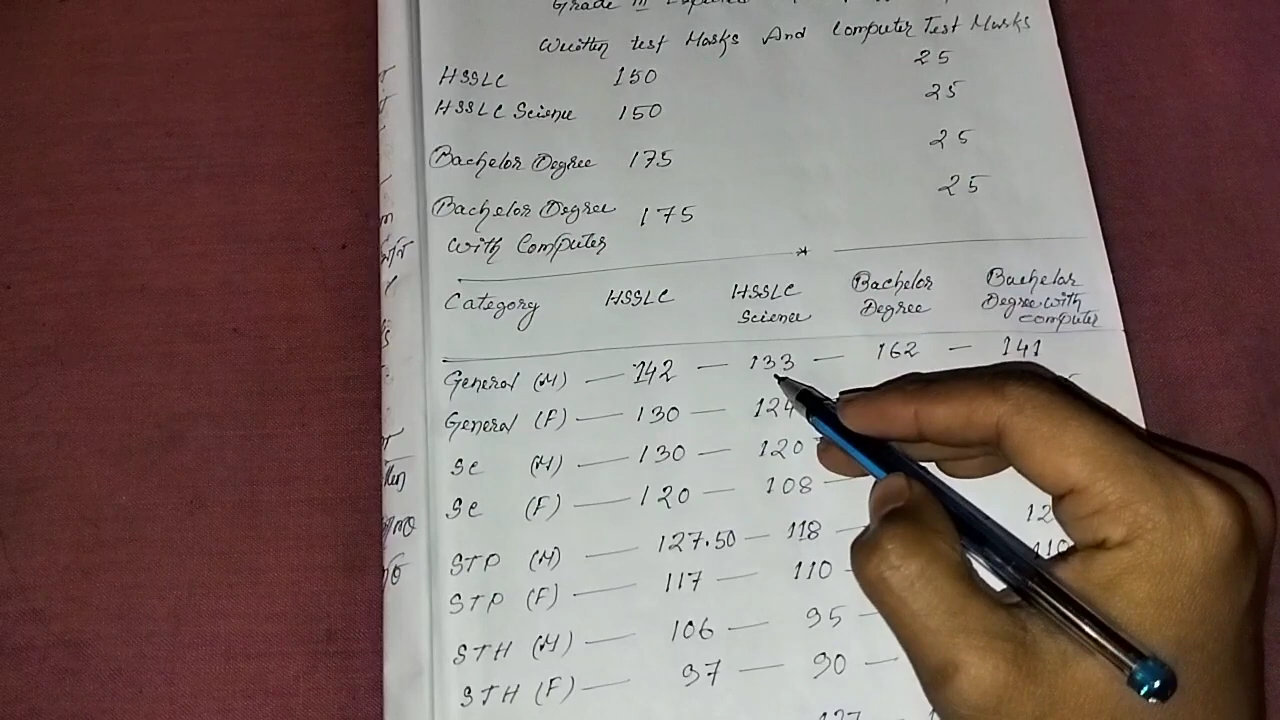 Grade III
Written test Marks And Computer Test Marks
HSSLC 150 25
HSSLC Science 150 25
Bachelor Degree 175 25
Bachelor Degree 175 25
With Computer
*
Category HSSLC HSSLC Science Bachelor Degree Bachelor Degree with computer
General (M) — 142 — 133 — 162 — 141
General (F) — 130 — 124
SC (M) — 130 — 120
SC (F) — 120 — 108 —
STP (M) — 127.50 — 118 —
STP (F) — 117 — 110 —
STH (M) — 106 — 95 —
STH (F) — 97 — 90 —